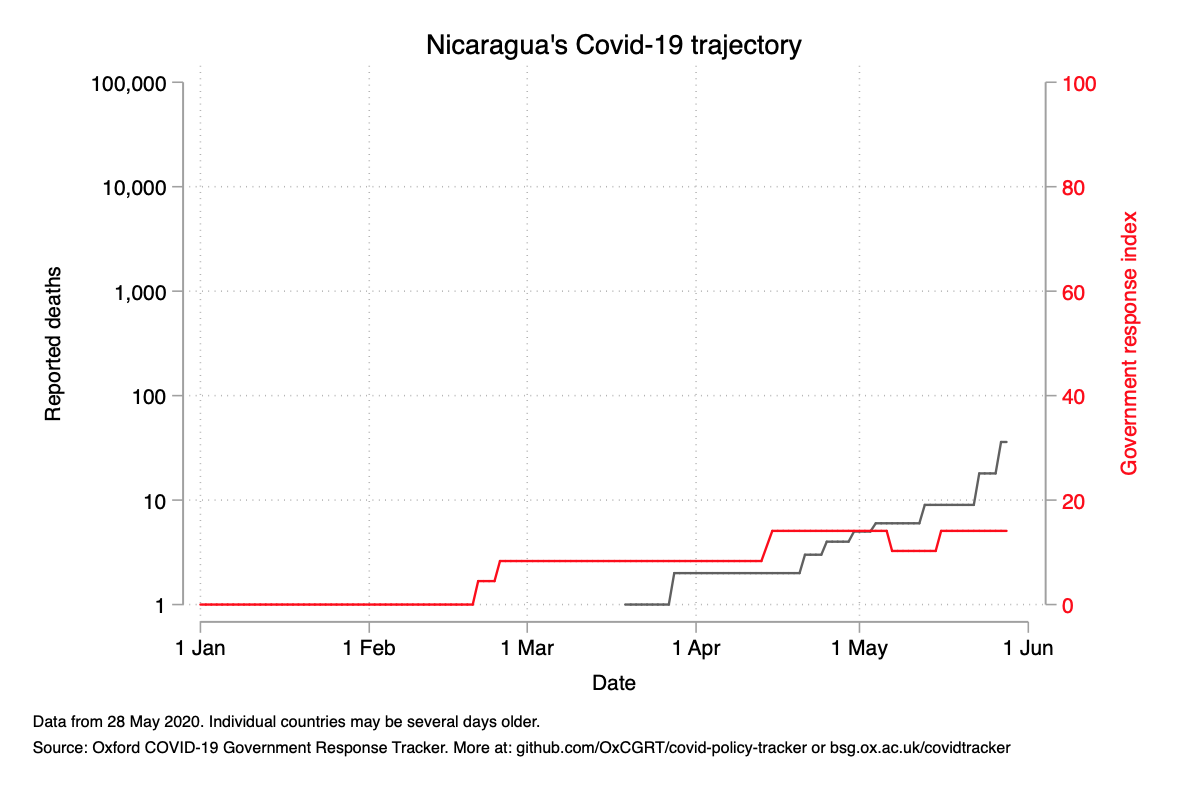 Nicaragua's Covid-19 trajectory
100,000
10,000
1,000
100
10
1
Reported deaths
100
80
60
40
20
0
Government response index
1 Jan
1 Feb
1 Mar
1 Apr
1 May
1 Jun
Date
Data from 28 May 2020. Individual countries may be several days older.
Source: Oxford COVID-19 Government Response Tracker. More at: github.com/OxCGRT/covid-policy-tracker or bsg.ox.ac.uk/covidtracker